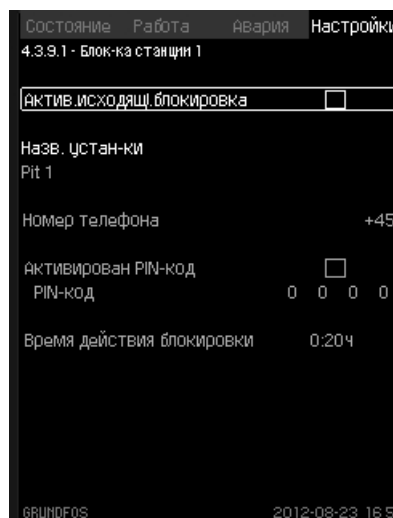 Состояние Работа Авария Настройки
4.3.9.1 - Блок-ка станции 1
Актив.исходящ|.блокировка
Назв. устан-ки
Pit 1
Номер телефона +45
Активирован PIN-код
PIN-код 0 0 0 0
Время действия блокировки 0:20ч
GRUNDFOS 2012-08-23 16:5